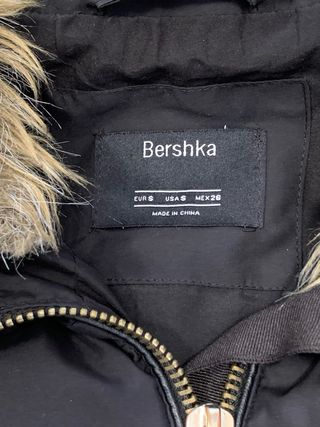 Bershka
EUR S USA S MEX 26
MADE IN CHINA